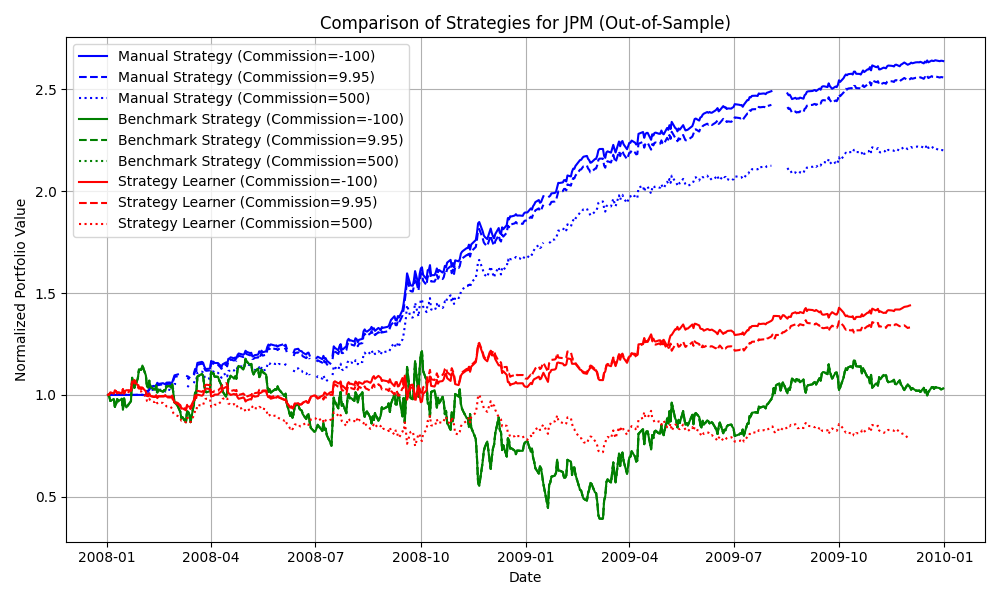 Comparison of Strategies for JPM (Out-of-Sample)
Manual Strategy (Commission=-100)
Manual Strategy (Commission=9.95)
Manual Strategy (Commission=500)
Benchmark Strategy (Commission=-100)
Benchmark Strategy (Commission=9.95)
Benchmark Strategy (Commission=500)
Strategy Learner (Commission=-100)
Strategy Learner (Commission=9.95)
Strategy Learner (Commission=500)
Normalized Portfolio Value
2.5
2.0
1.5
1.0
0.5
2008-01 2008-04 2008-07 2008-10 2009-01 2009-04 2009-07 2009-10 2010-01
Date